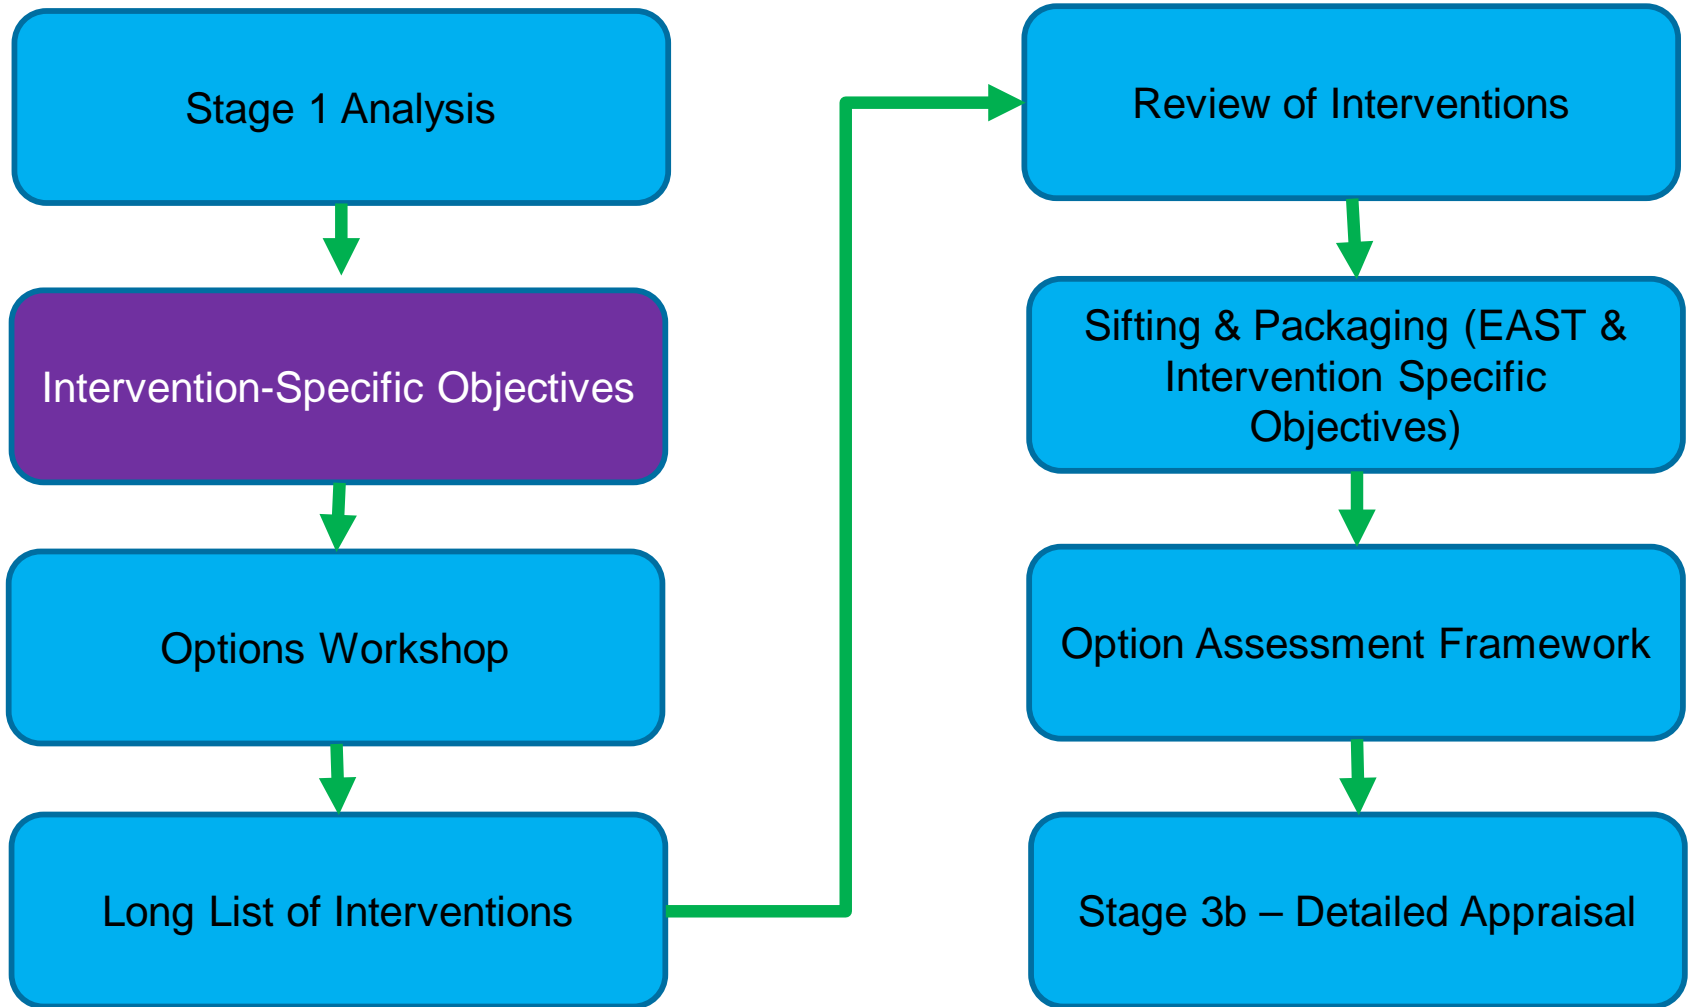 Stage 1 Analysis
Intervention-Specific Objectives
Options Workshop
Long List of Interventions
Review of Interventions
Sifting & Packaging (EAST &
Intervention Specific
Objectives)
Option Assessment Framework
Stage 3b – Detailed Appraisal